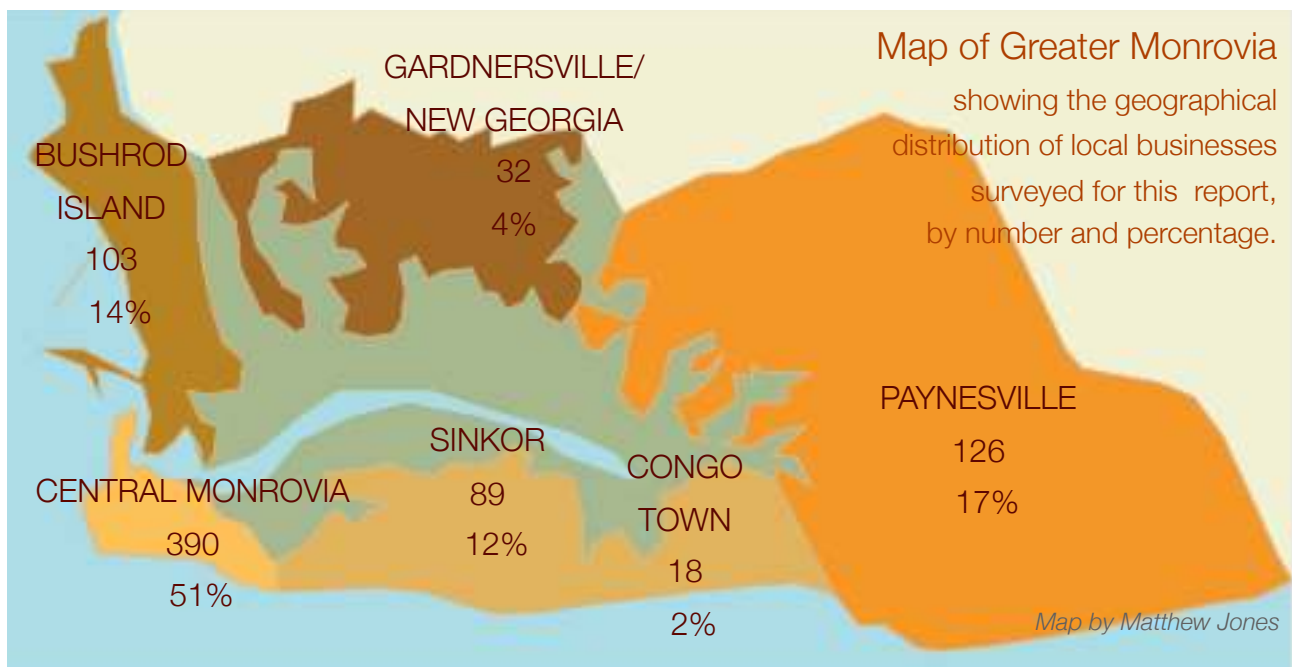 Map of Greater Monrovia
showing the geographical
distribution of local businesses
surveyed for this report,
by number and percentage.
GARDNERSVILLE/
NEW GEORGIA
32
4%
BUSHROD
ISLAND
103
14%
PAYNESVILLE
126
17%
SINKOR
89
12%
CONGO
TOWN
18
2%
CENTRAL MONROVIA
390
51%
Map by Matthew Jones